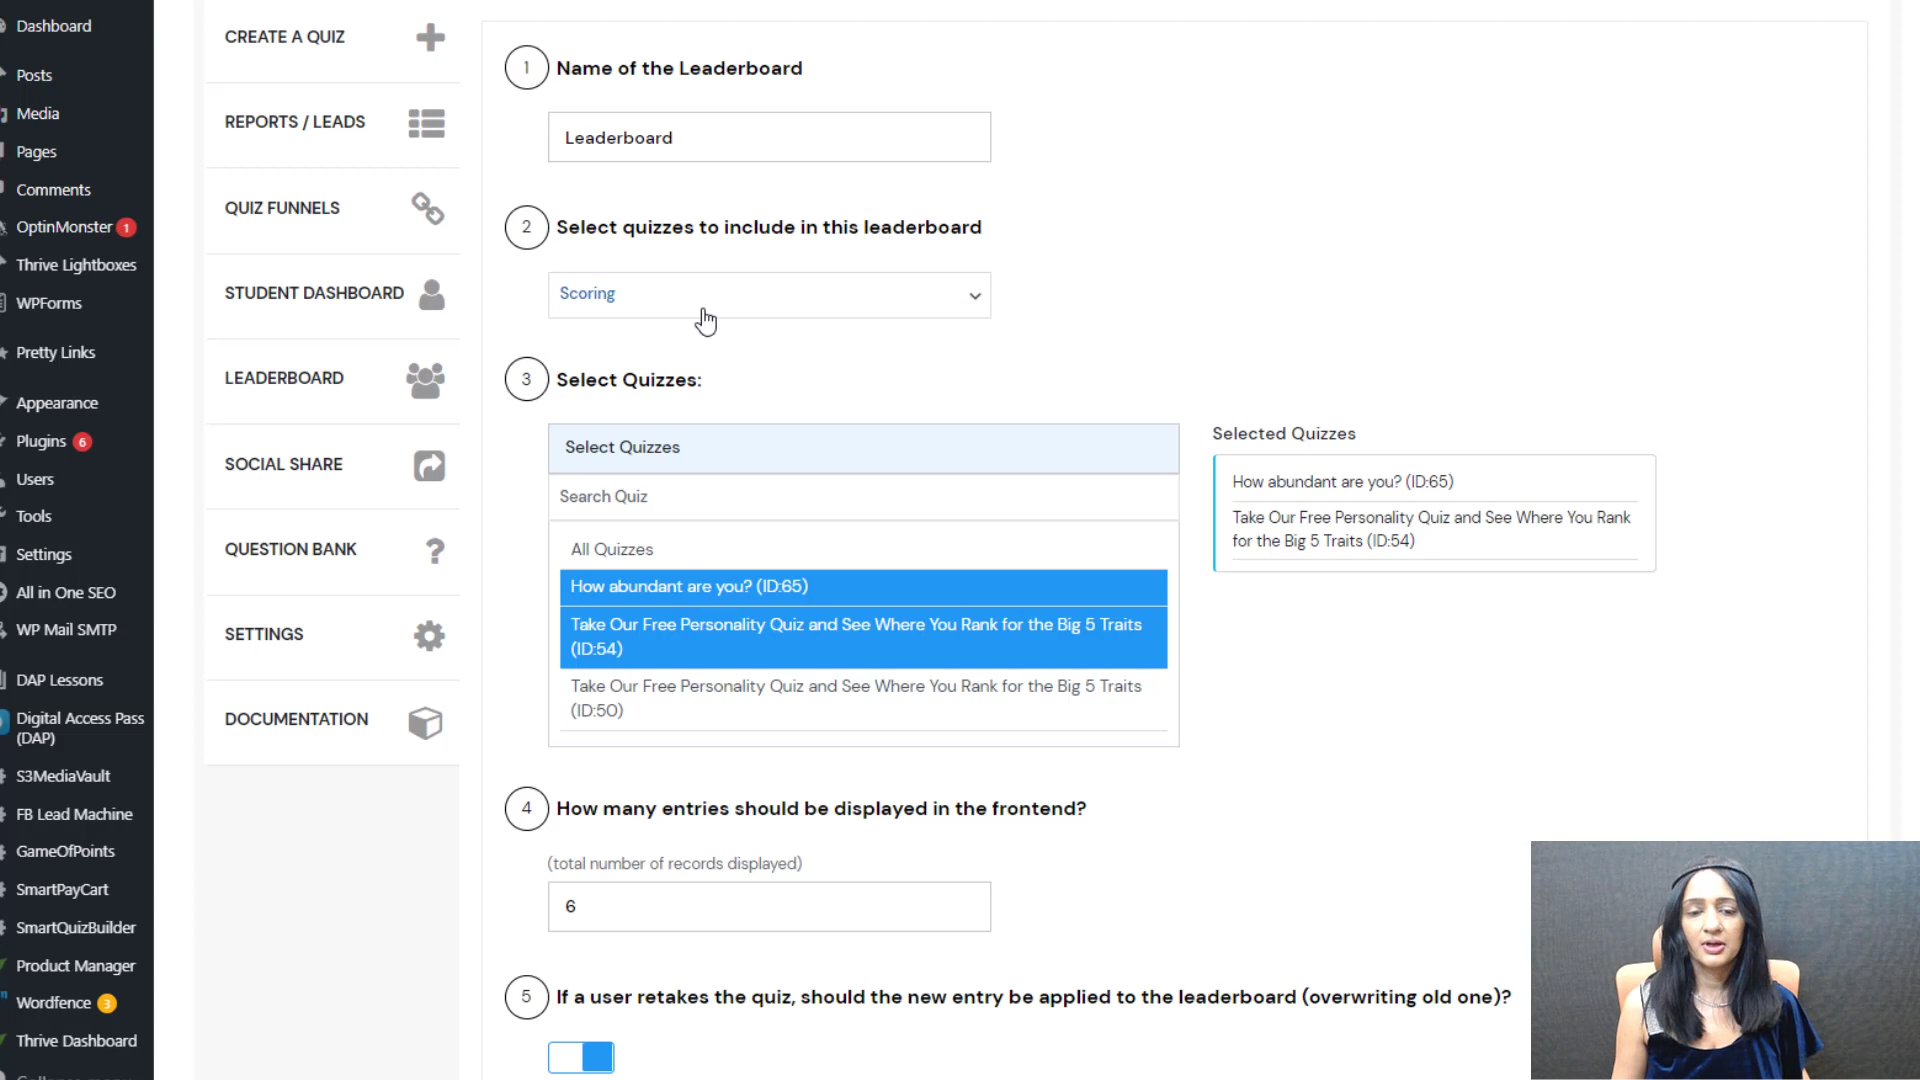 Dashboard
Posts
Media
Pages
Comments
OptinMonster 1
Thrive Lightboxes
WPForms
Pretty Links
Appearance
Plugins 6
Users
Tools
Settings
All in One SEO
WP Mail SMTP
DAP Lessons
Digital Access Pass
(DAP)
S3MediaVault
FB Lead Machine
GameOfPoints
SmartPayCart
SmartQuizBuilder
Product Manager
Wordfence 3
Thrive Dashboard
CREATE A QUIZ
REPORTS / LEADS
QUIZ FUNNELS
STUDENT DASHBOARD
LEADERBOARD
SOCIAL SHARE
QUESTION BANK
SETTINGS
DOCUMENTATION
1 Name of the Leaderboard
Leaderboard
2 Select quizzes to include in this leaderboard
Scoring
3 Select Quizzes:
Select Quizzes
Search Quiz
All Quizzes
How abundant are you? (ID:65)
Take Our Free Personality Quiz and See Where You Rank for the Big 5 Traits
(ID:54)
Take Our Free Personality Quiz and See Where You Rank for the Big 5 Traits
(ID:50)
Selected Quizzes
How abundant are you? (ID:65)
Take Our Free Personality Quiz and See Where You Rank
for the Big 5 Traits (ID:54)
4 How many entries should be displayed in the frontend?
(total number of records displayed)
6
5 If a user retakes the quiz, should the new entry be applied to the leaderboard (overwriting old one)?